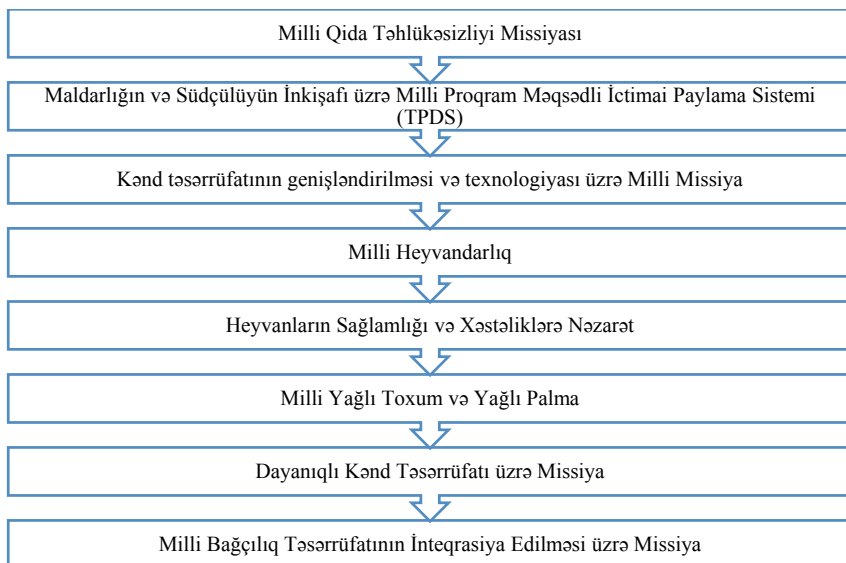 Milli Qida Təhlükəsizliyi Missiyası
Maldarlığın və Südçülüyün İnkişafı üzrə Milli Proqram Məqsədli İctimai Paylama Sistemi
(TPDS)
Kənd təsərrüfatının genişləndirilməsi və texnologiyası üzrə Milli Missiya
Milli Heyvandarlıq
Heyvanların Sağlamlığı və Xəstəliklərə Nəzarət
Milli Yağlı Toxum və Yağlı Palma
Dayanıqlı Kənd Təsərrüfatı üzrə Missiya
Milli Bağçılıq Təsərrüfatının İnteqrasiya Edilməsi üzrə Missiya